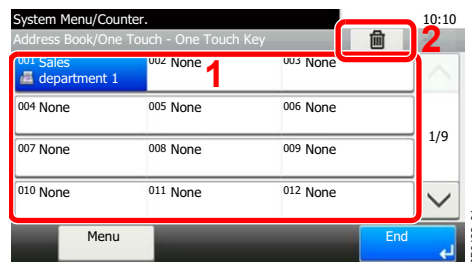 System Menu/Counter. 10:10
Address Book/One Touch - One Touch Key 2
001 Sales department 1 002 None 1 003 None
004 None 005 None 006 None
1/9
007 None 008 None 009 None
010 None 011 None 012 None
Menu End